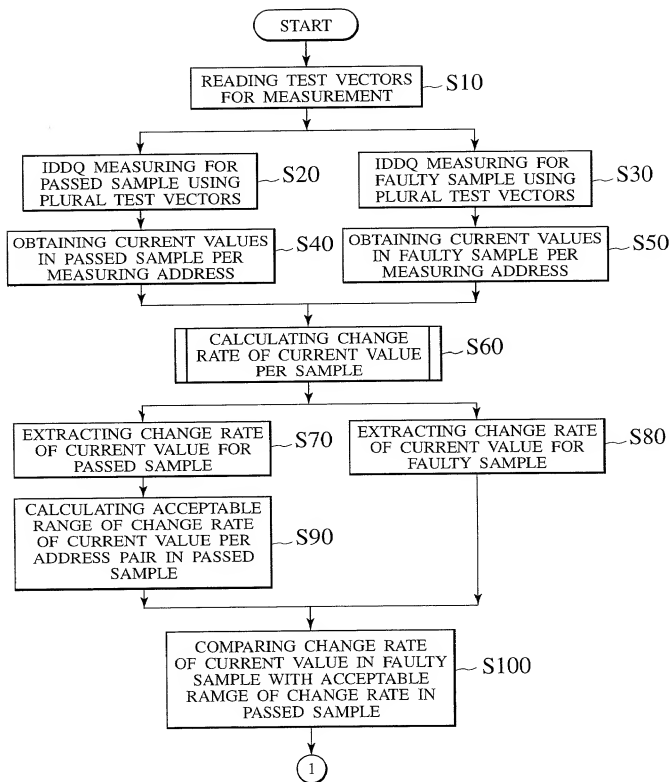 START
READING TEST VECTORS
FOR MEASUREMENT
S10
IDDQ MEASURING FOR
PASSED SAMPLE USING
PLURAL TEST VECTORS
S20
IDDQ MEASURING FOR
FAULTY SAMPLE USING
PLURAL TEST VECTORS
S30
OBTAINING CURRENT VALUES
IN PASSED SAMPLE PER
MEASURING ADDRESS
S40
OBTAINING CURRENT VALUES
IN FAULTY SAMPLE PER
MEASURING ADDRESS
S50
CALCULATING CHANGE
RATE OF CURRENT VALUE
PER SAMPLE
S60
EXTRACTING CHANGE RATE
OF CURRENT VALUE FOR
PASSED SAMPLE
S70
EXTRACTING CHANGE RATE
OF CURRENT VALUE FOR
FAULTY SAMPLE
S80
CALCULATING ACCEPTABLE
RANGE OF CHANGE RATE
OF CURRENT VALUE PER
ADDRESS PAIR IN PASSED
SAMPLE
S90
COMPARING CHANGE RATE
OF CURRENT VALUE IN FAULTY
SAMPLE WITH ACCEPTABLE
RAMGE OF CHANGE RATE IN
PASSED SAMPLE
S100
1